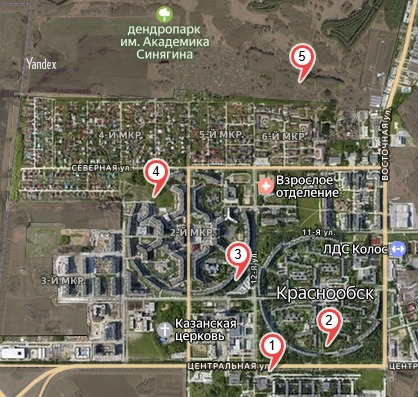 дендропарк
им. Академика
Синягина
5
Yandex
4-Й МКР.
5-Й МКР.
6-Й МКР.
ВОСТОЧНАЯ ул.
СЕВЕРНАЯ ул.
4
Взрослое
отделение
2-Й МКР.
11-Я ул.
3
12-Я ул.
ЛДС Колос
3-Й МКР.
Краснообск
Казанская
церковь
2
1
ЦЕНТРАЛЬНАЯ ул.
ЦЕНТР